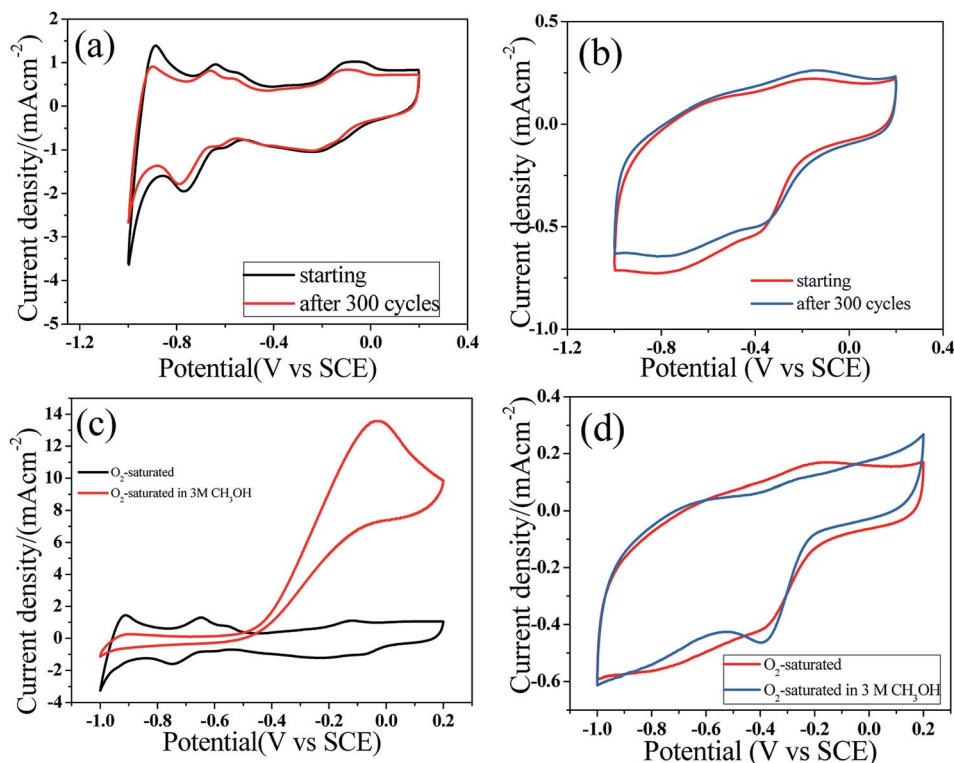 (a)
Current density/(mAcm-2)
2
1
0
-1
-2
-3
-4
-5
starting
after 300 cycles
-1.2 -0.8 -0.4 0.0 0.4
Potential(V vs SCE)
(b)
Current density (mAcm-2)
0.5
0.0
-0.5
-1.0
starting
after 300 cycles
-1.2 -0.8 -0.4 0.0 0.4
Potential (V vs SCE)
(c)
Current density/(mAcm-2)
14
12
10
8
6
4
2
0
-2
-4
O2-saturated
O2-saturated in 3M CH3OH
-1.0 -0.8 -0.6 -0.4 -0.2 0.0 0.2
Potential(V vs SCE)
(d)
Current density/(mAcm-2)
0.4
0.2
0.0
-0.2
-0.4
-0.6
O2-saturated
O2-saturated in 3 M CH3OH
-1.0 -0.8 -0.6 -0.4 -0.2 0.0 0.2
Potential (V vs SCE)